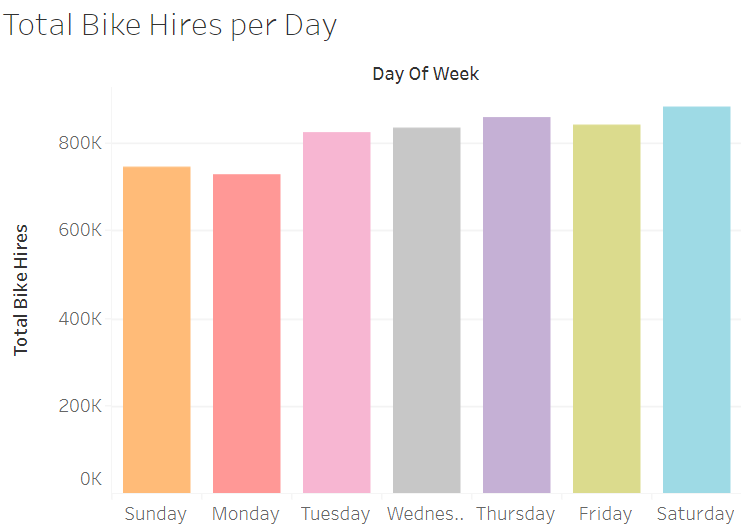 Total Bike Hires per Day
Day Of Week
Total Bike Hires
800K
600K
400K
200K
0K
Sunday Monday Tuesday Wednes.. Thursday Friday Saturday